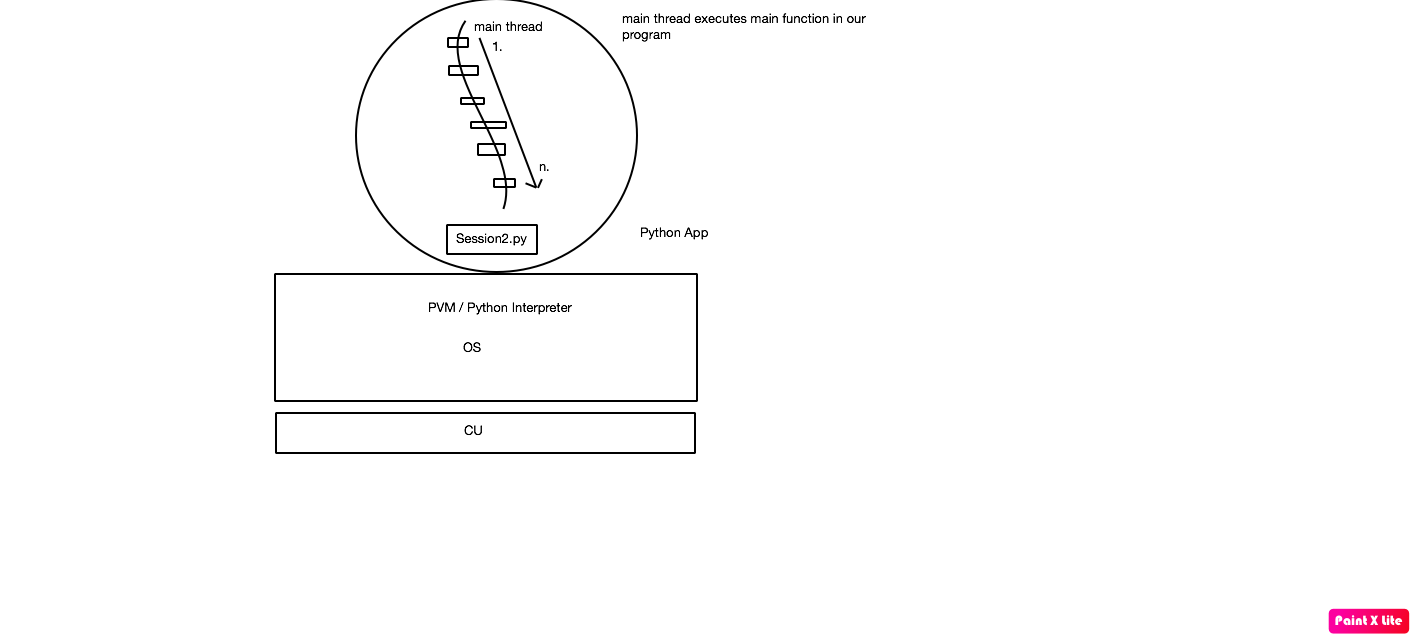 main thread
1.
n.
main thread executes main function in our
program
Session2.py
Python App
PVM / Python Interpreter
OS
CU
Paint X Lite